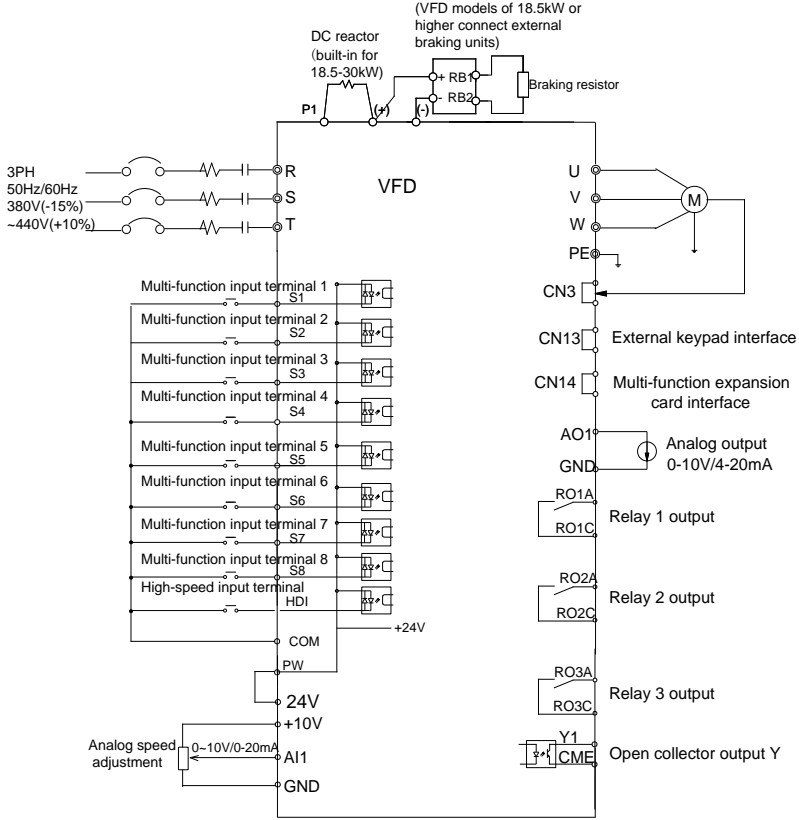 (VFD models of 18.5kW or
higher connect external
braking units)
DC reactor
(built-in for
18.5-30kW)
+ RB1
- RB2
Braking resistor
P1
(+)
(-)
3PH
50Hz/60Hz
380V(-15%)
~440V(+10%)
R
S
T
VFD
U
V
W
PE
M
CN3
CN13
External keypad interface
CN14
Multi-function expansion
card interface
AO1
GND
Analog output
0-10V/4-20mA
RO1A
RO1C
Relay 1 output
RO2A
RO2C
Relay 2 output
RO3A
RO3C
Relay 3 output
Y1
CME
Open collector output Y
Multi-function input terminal 1
S1
Multi-function input terminal 2
S2
Multi-function input terminal 3
S3
Multi-function input terminal 4
S4
Multi-function input terminal 5
S5
Multi-function input terminal 6
S6
Multi-function input terminal 7
S7
Multi-function input terminal 8
S8
High-speed input terminal
HDI
+24V
COM
PW
24V
+10V
Analog speed
adjustment
0~10V/0-20mA
AI1
GND